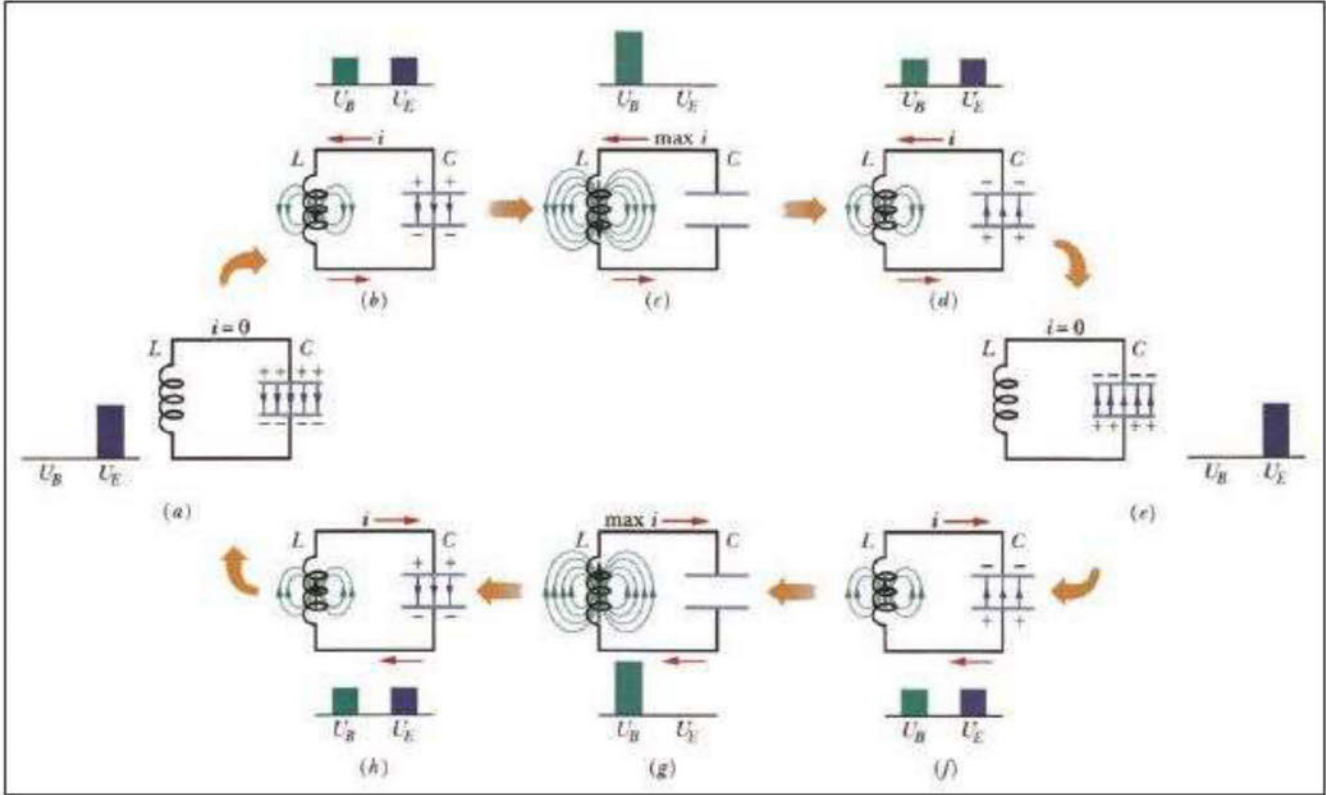 U_B U_E
i
L C
+ +
- -
(b)
U_B U_E
max i
L C
(c)
U_B U_E
i
L C
- -
+ +
(d)
i = 0
L C
+ + + +
- - - -
U_B U_E
(a)
i = 0
L C
- - - -
+ + + +
U_B U_E
(e)
i
L C
+ +
- -
U_B U_E
(h)
max i
L C
U_B U_E
(g)
i
L C
- -
+ +
U_B U_E
(f)